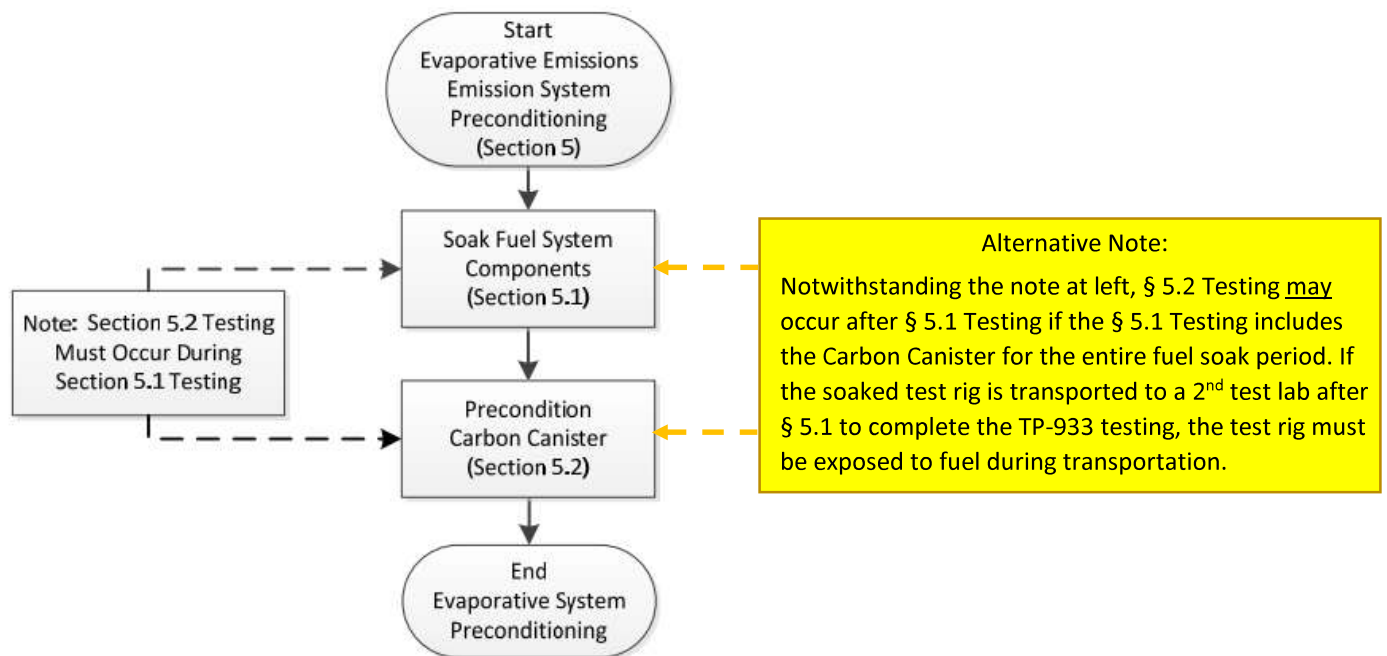 Start
Evaporative Emissions
Emission System
Preconditioning
(Section 5)
Soak Fuel System
Components
(Section 5.1)
Note: Section 5.2 Testing
Must Occur During
Section 5.1 Testing
Precondition
Carbon Canister
(Section 5.2)
End
Evaporative System
Preconditioning
Alternative Note:
Notwithstanding the note at left, § 5.2 Testing may
occur after § 5.1 Testing if the § 5.1 Testing includes
the Carbon Canister for the entire fuel soak period. If
the soaked test rig is transported to a 2nd test lab after
§ 5.1 to complete the TP-933 testing, the test rig must
be exposed to fuel during transportation.